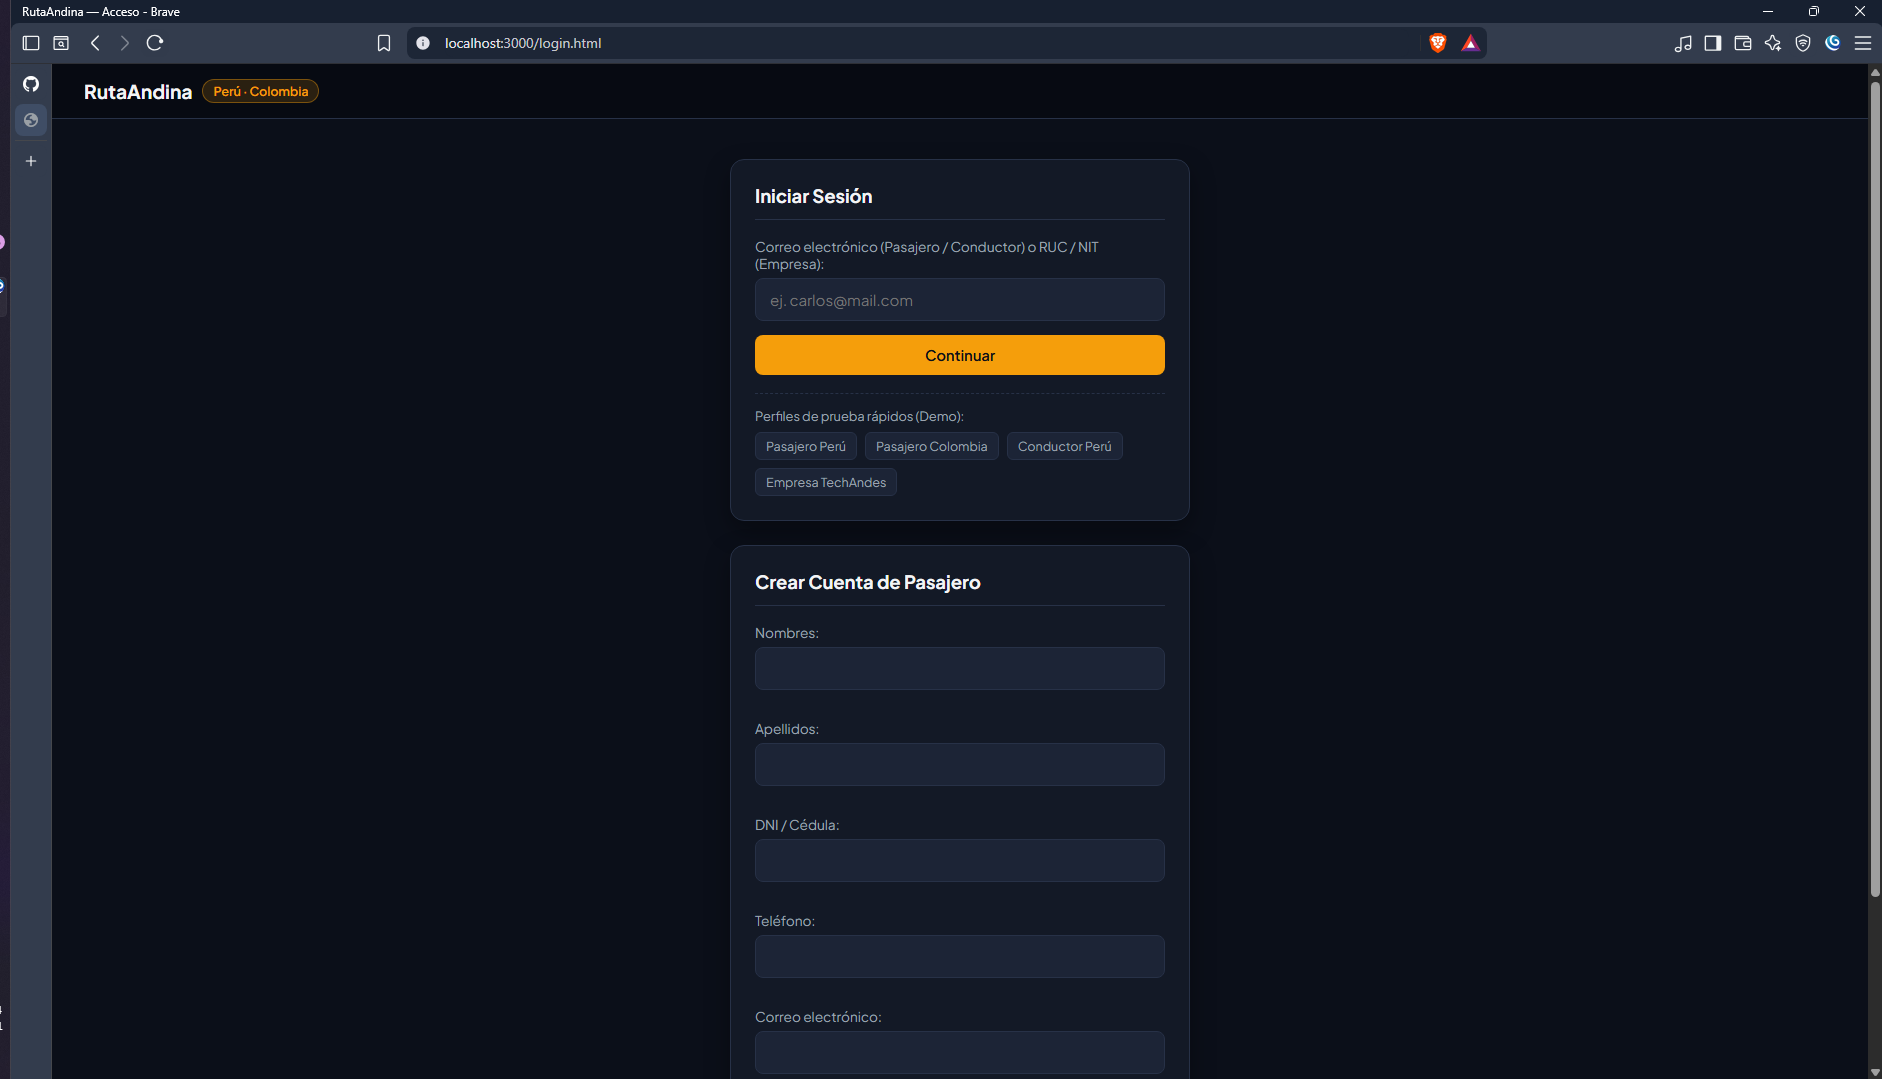 RutaAndina — Acceso - Brave
localhost:3000/login.html
RutaAndina
Perú · Colombia
Iniciar Sesión
Correo electrónico (Pasajero / Conductor) o RUC / NIT
(Empresa):
ej. carlos@mail.com
Continuar
Perfiles de prueba rápidos (Demo):
Pasajero Perú
Pasajero Colombia
Conductor Perú
Empresa TechAndes
Crear Cuenta de Pasajero
Nombres:
Apellidos:
DNI / Cédula:
Teléfono:
Correo electrónico: